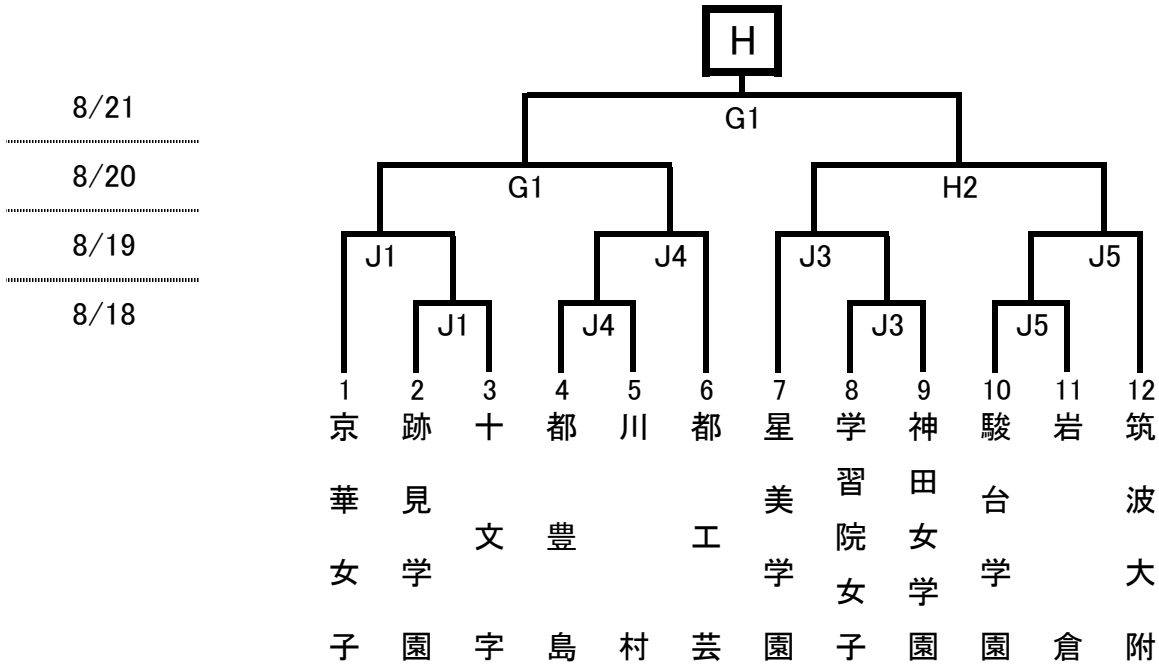 H
8/21
G1
8/20
G1
H2
8/19
J1
J4
J3
J5
8/18
J1
J4
J3
J5
1
2
3
4
5
6
7
8
9
10
11
12
京華女子
跡見学園
十文字
都豊島
川村
都工芸
星美学園
学習院女子
神田女学園
駿台学園
岩倉
筑波大附